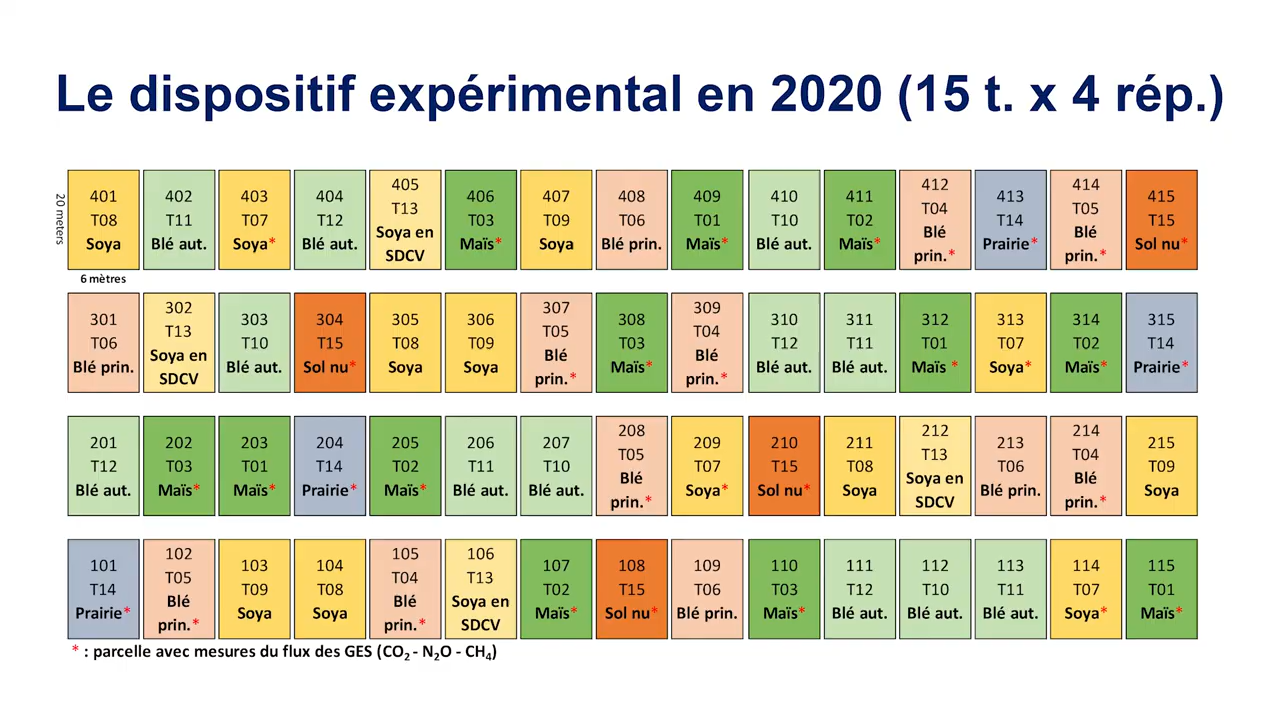 Le dispositif expérimental en 2020 (15 t. x 4 rép.)
20 meters
401
T08
Soya
402
T11
Blé aut.
403
T07
Soya*
404
T12
Blé aut.
405
T13
Soya en
SDCV
406
T03
Maïs*
407
T09
Soya
408
T06
Blé prin.
409
T01
Maïs*
410
T10
Blé aut.
411
T02
Maïs*
412
T04
Blé
prin.*
413
T14
Prairie*
414
T05
Blé
prin.*
415
T15
Sol nu*
6 mètres
301
T06
Blé prin.
302
T13
Soya en
SDCV
303
T10
Blé aut.
304
T15
Sol nu*
305
T08
Soya
306
T09
Soya
307
T05
Blé
prin.*
308
T03
Maïs*
309
T04
Blé
prin.*
310
T12
Blé aut.
311
T11
Blé aut.
312
T01
Maïs *
313
T07
Soya*
314
T02
Maïs*
315
T14
Prairie*
201
T12
Blé aut.
202
T03
Maïs*
203
T01
Maïs*
204
T14
Prairie*
205
T02
Maïs*
206
T11
Blé aut.
207
T10
Blé aut.
208
T05
Blé
prin.*
209
T07
Soya*
210
T15
Sol nu*
211
T08
Soya
212
T13
Soya en
SDCV
213
T06
Blé prin.
214
T04
Blé
prin.*
215
T09
Soya
101
T14
Prairie*
102
T05
Blé
prin.*
103
T09
Soya
104
T08
Soya
105
T04
Blé
prin.*
106
T13
Soya en
SDCV
107
T02
Maïs*
108
T15
Sol nu*
109
T06
Blé prin.
110
T03
Maïs*
111
T12
Blé aut.
112
T10
Blé aut.
113
T11
Blé aut.
114
T07
Soya*
115
T01
Maïs*
* : parcelle avec mesures du flux des GES (CO₂ - N₂O - CH₄)